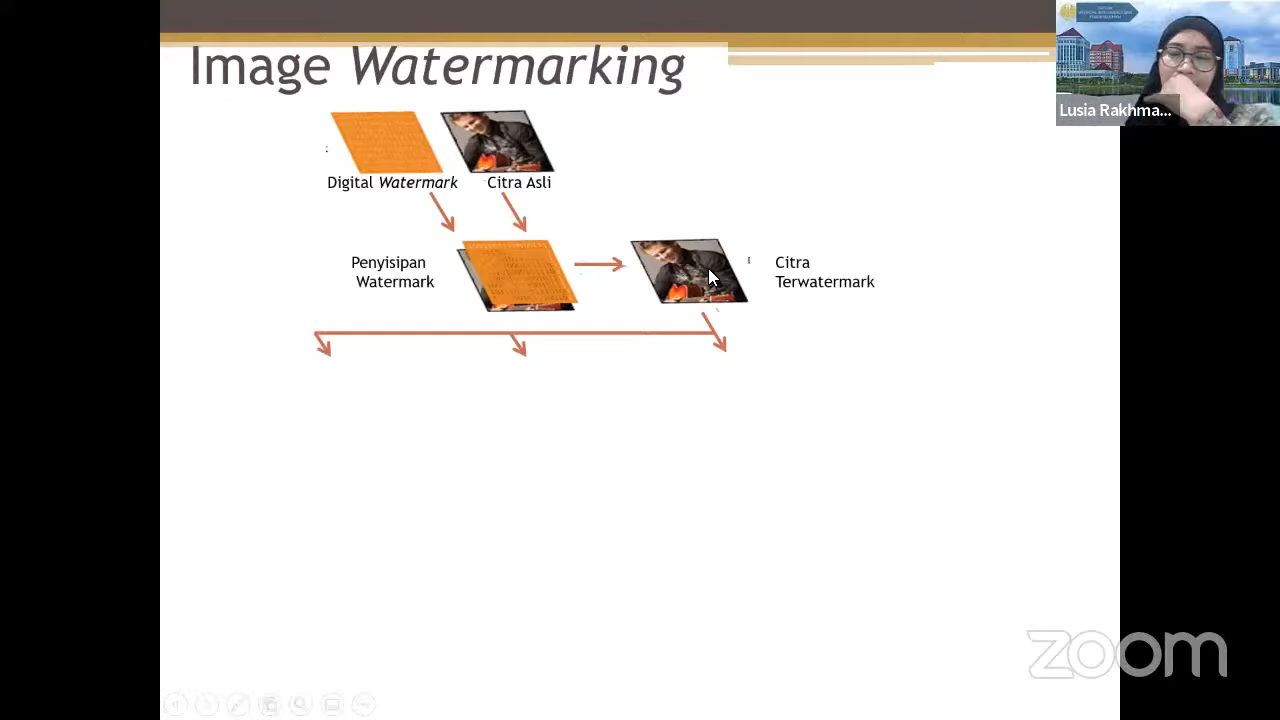 Image Watermarking
Lusia Rakhma...
Digital Watermark
Citra Asli
Penyisipan
Watermark
Citra
Terwatermark
zoom